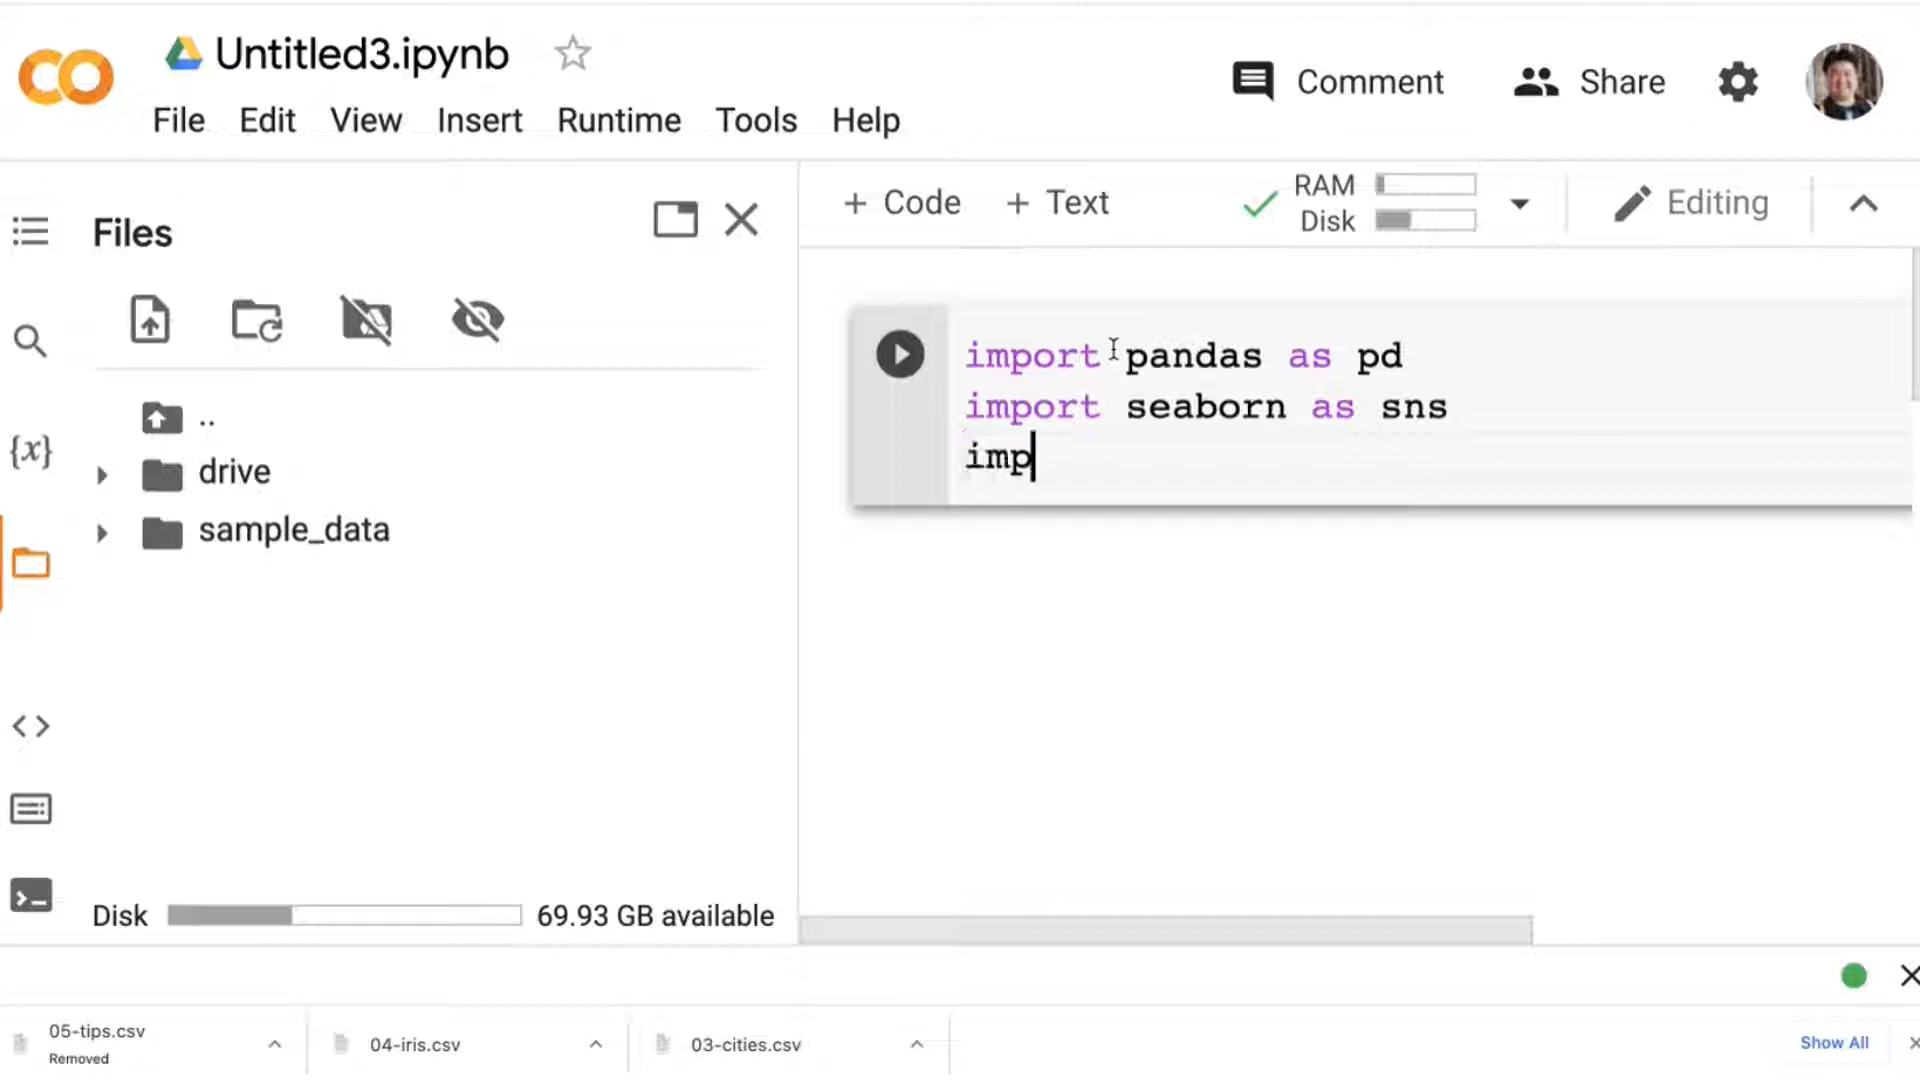 Untitled3.ipynb
File Edit View Insert Runtime Tools Help
Comment
Share
Files
+ Code + Text
RAM
Disk
Editing
..
drive
sample_data
{x}
import pandas as pd
import seaborn as sns
imp
Disk 69.93 GB available
05-tips.csv
Removed
04-iris.csv
03-cities.csv
Show All